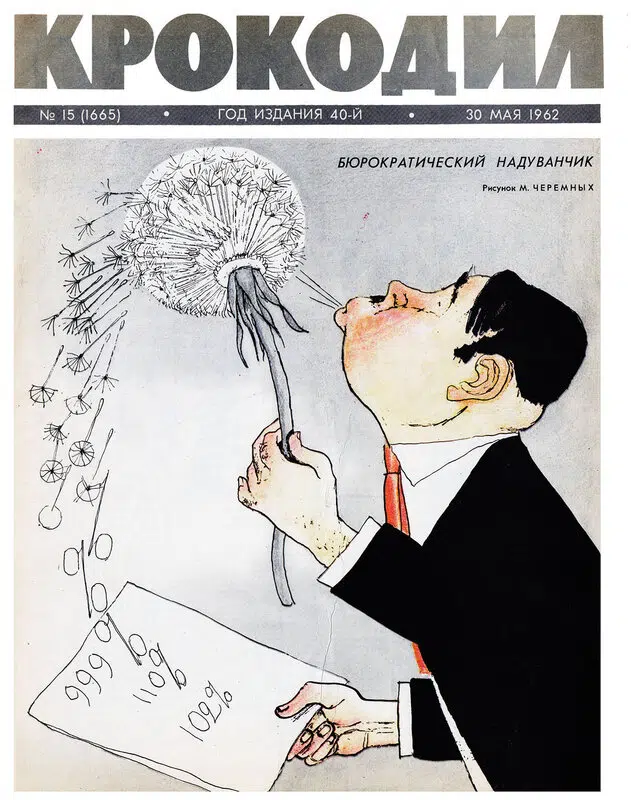 КРОКОДИЛ
№ 15 (1665) • ГОД ИЗДАНИЯ 40-Й • 30 МАЯ 1962
БЮРОКРАТИЧЕСКИЙ НАДУВАНЧИК
Рисунок М. ЧЕРЕМНЫХ
%
%
999%
110%
102%